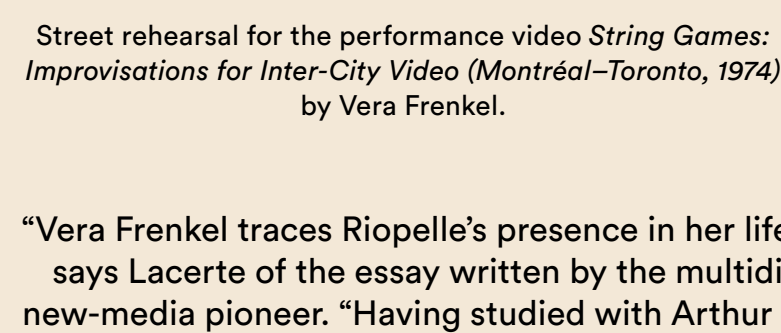 Street rehearsal for the performance video String Games:
Improvisations for Inter-City Video (Montréal–Toronto, 1974)
by Vera Frenkel.
“Vera Frenkel traces Riopelle’s presence in her life
says Lacerte of the essay written by the
new-media pioneer. “Having studied with Arthur